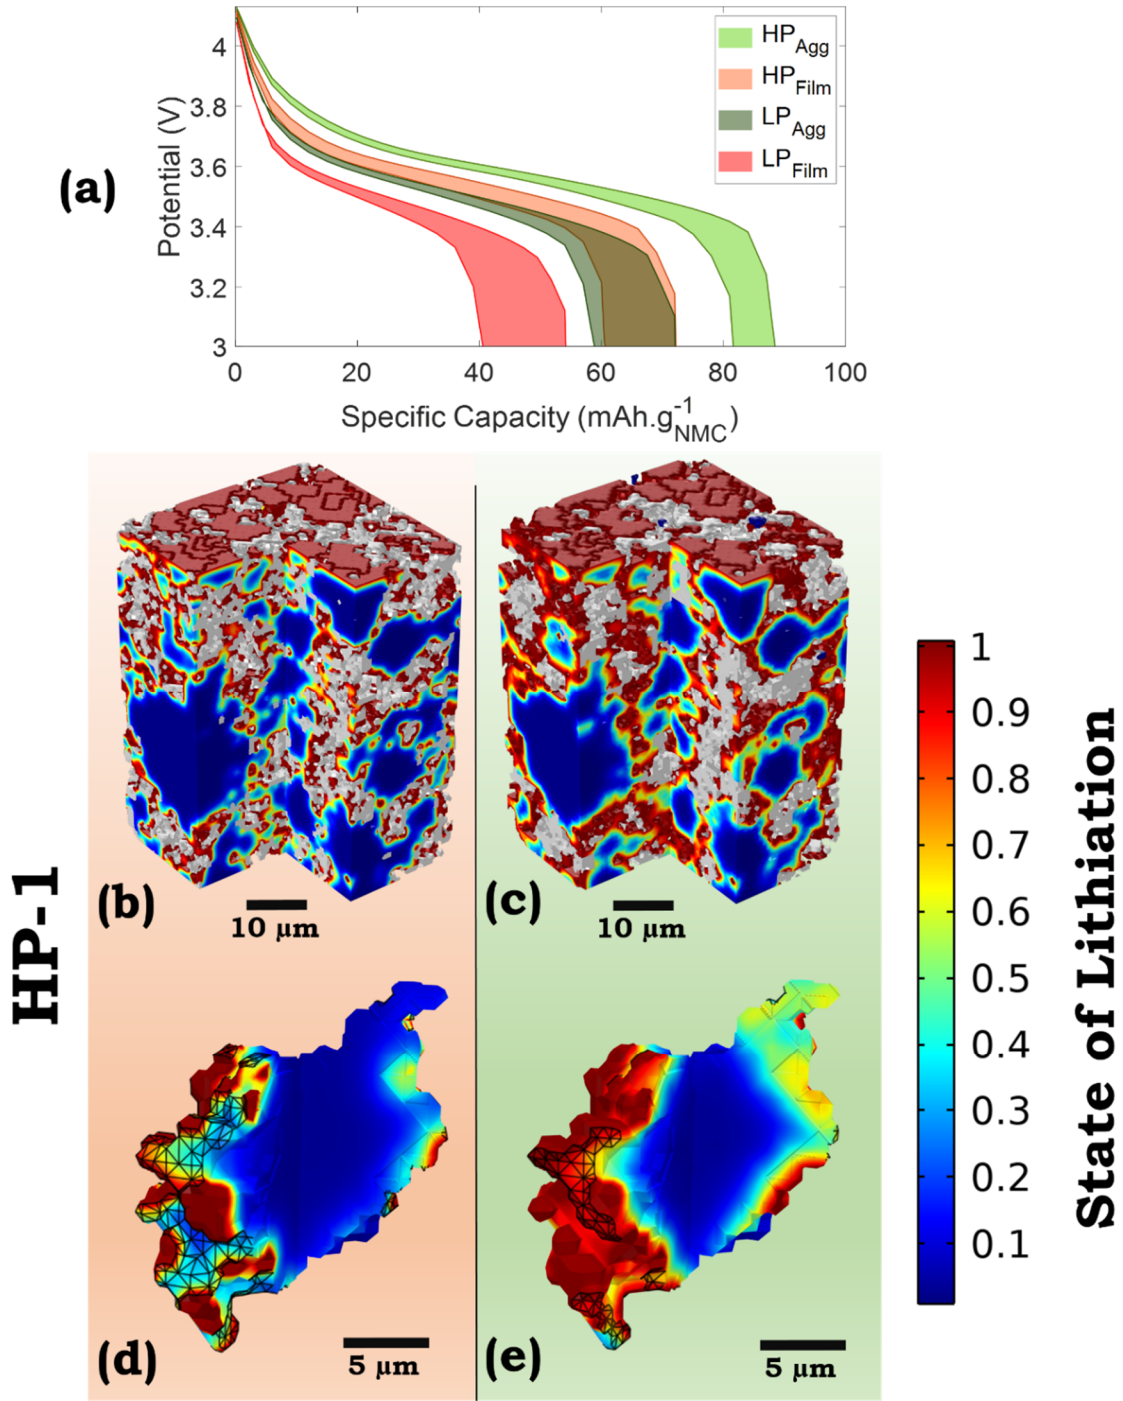 (a)
Potential (V)
4
3.8
3.6
3.4
3.2
3
0
20
40
60
80
100
Specific Capacity (mAh.g⁻¹NMC)
HPAgg
HPFilm
LPAgg
LPFilm
HP-1
(b)
10 µm
(c)
10 µm
(d)
5 µm
(e)
5 µm
1
0.9
0.8
0.7
0.6
0.5
0.4
0.3
0.2
0.1
State of Lithiation